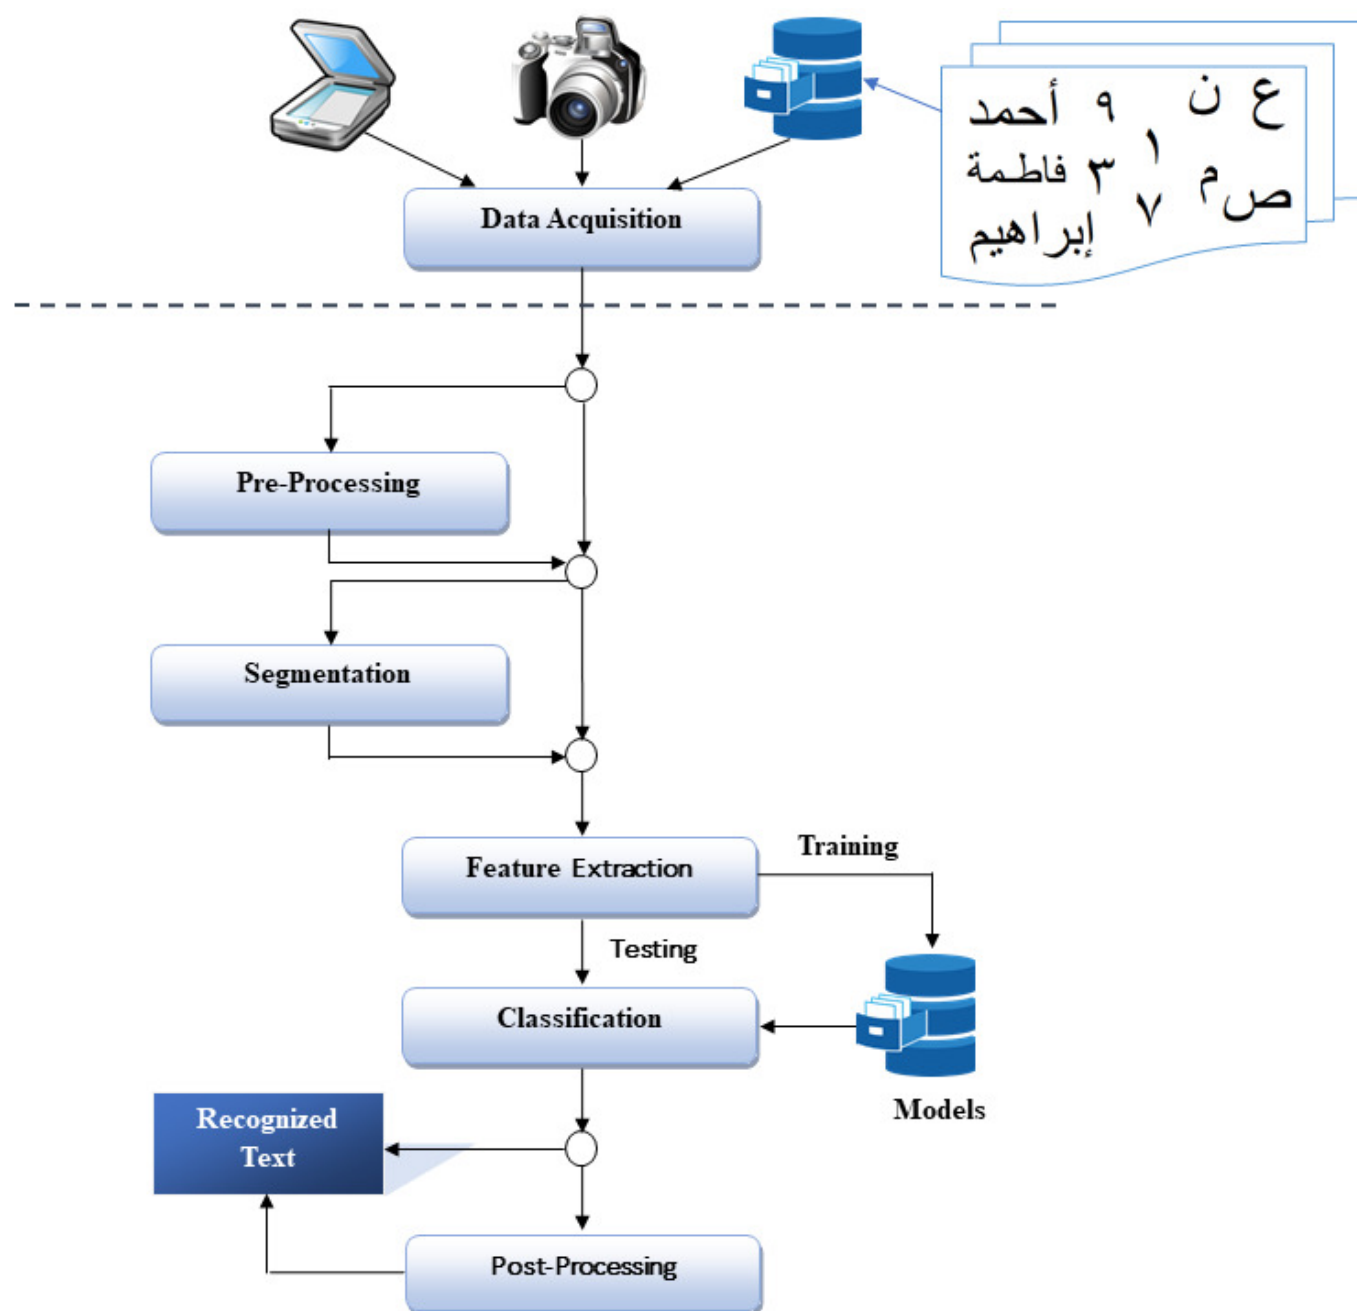 أحمد ٩ ن ع
١
فاطمة ٣ م ص
٧
إبراهيم
Data Acquisition
Pre-Processing
Segmentation
Feature Extraction
Training
Testing
Classification
Models
Recognized
Text
Post-Processing